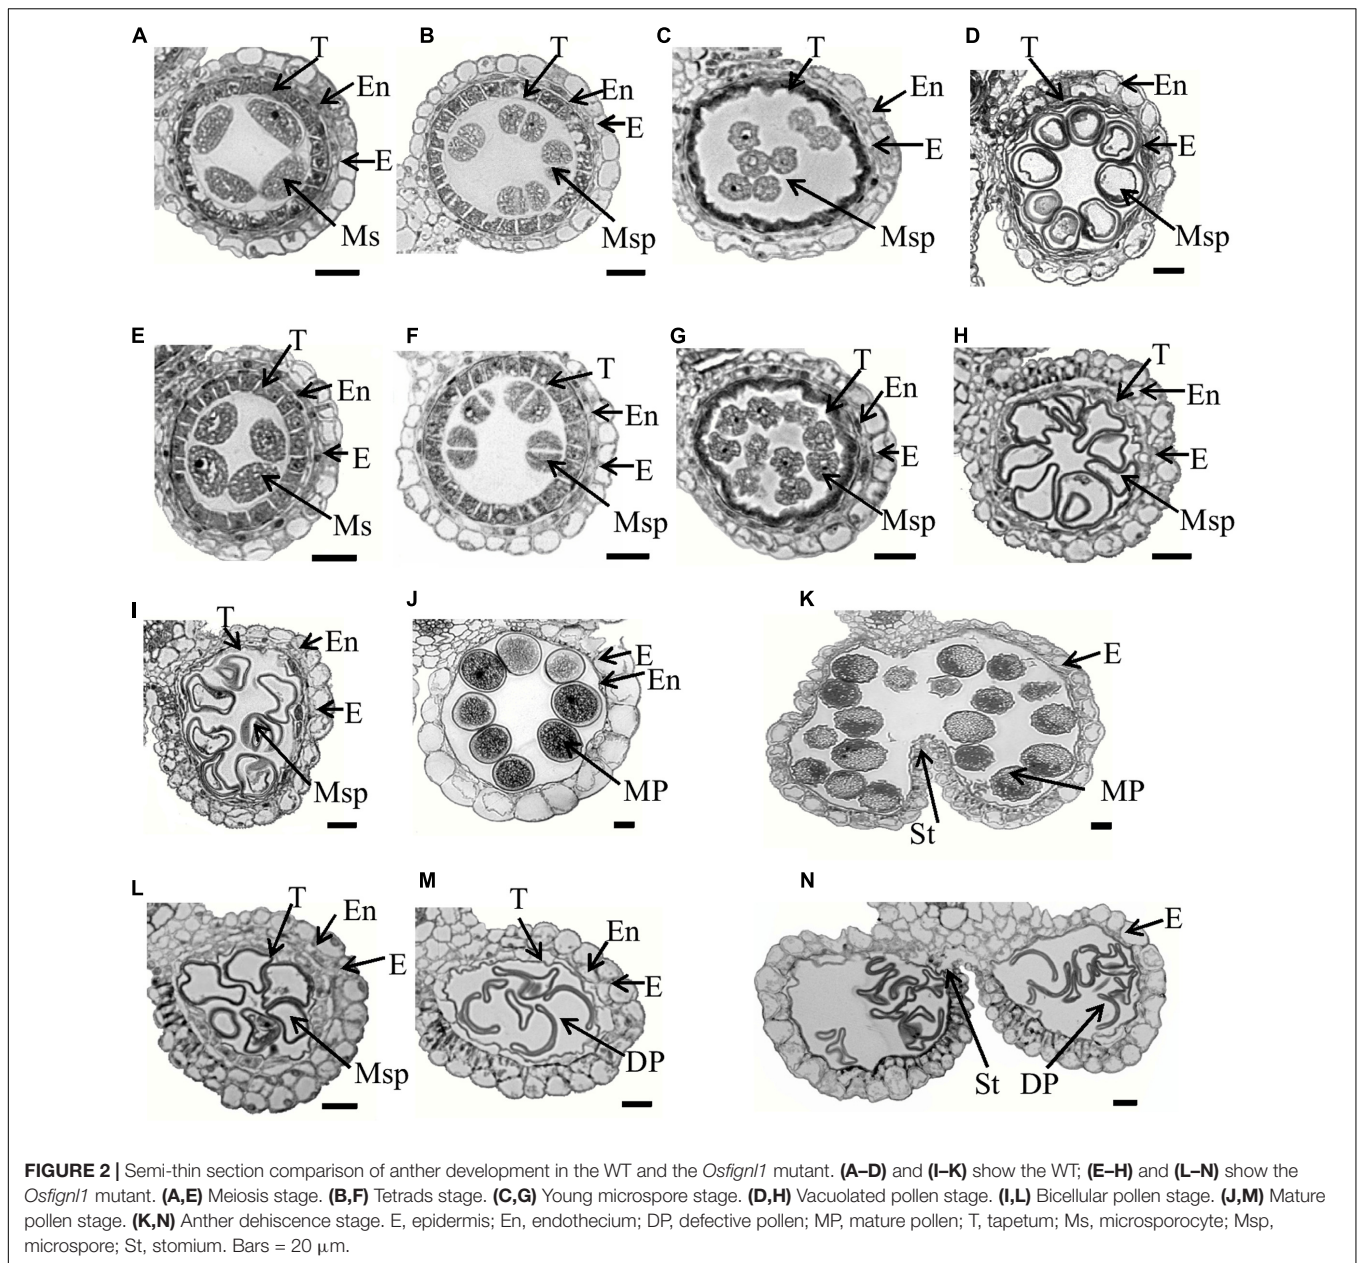 A
T
En
E
Ms
B
T
En
E
Msp
C
T
En
E
Msp
D
T
En
E
Msp
E
T
En
E
Ms
F
T
En
E
Msp
G
T
En
E
Msp
H
T
En
E
Msp
I
T
En
E
Msp
J
E
En
MP
K
E
MP
St
L
T
En
E
Msp
M
T
En
E
DP
N
E
St
DP
FIGURE 2 | Semi-thin section comparison of anther development in the WT and the Osfignl1 mutant. (A–D) and (I–K) show the WT; (E–H) and (L–N) show the
Osfignl1 mutant. (A,E) Meiosis stage. (B,F) Tetrads stage. (C,G) Young microspore stage. (D,H) Vacuolated pollen stage. (I,L) Bicellular pollen stage. (J,M) Mature
pollen stage. (K,N) Anther dehiscence stage. E, epidermis; En, endothecium; DP, defective pollen; MP, mature pollen; T, tapetum; Ms, microsporocyte; Msp,
microspore; St, stomium. Bars = 20 μm.